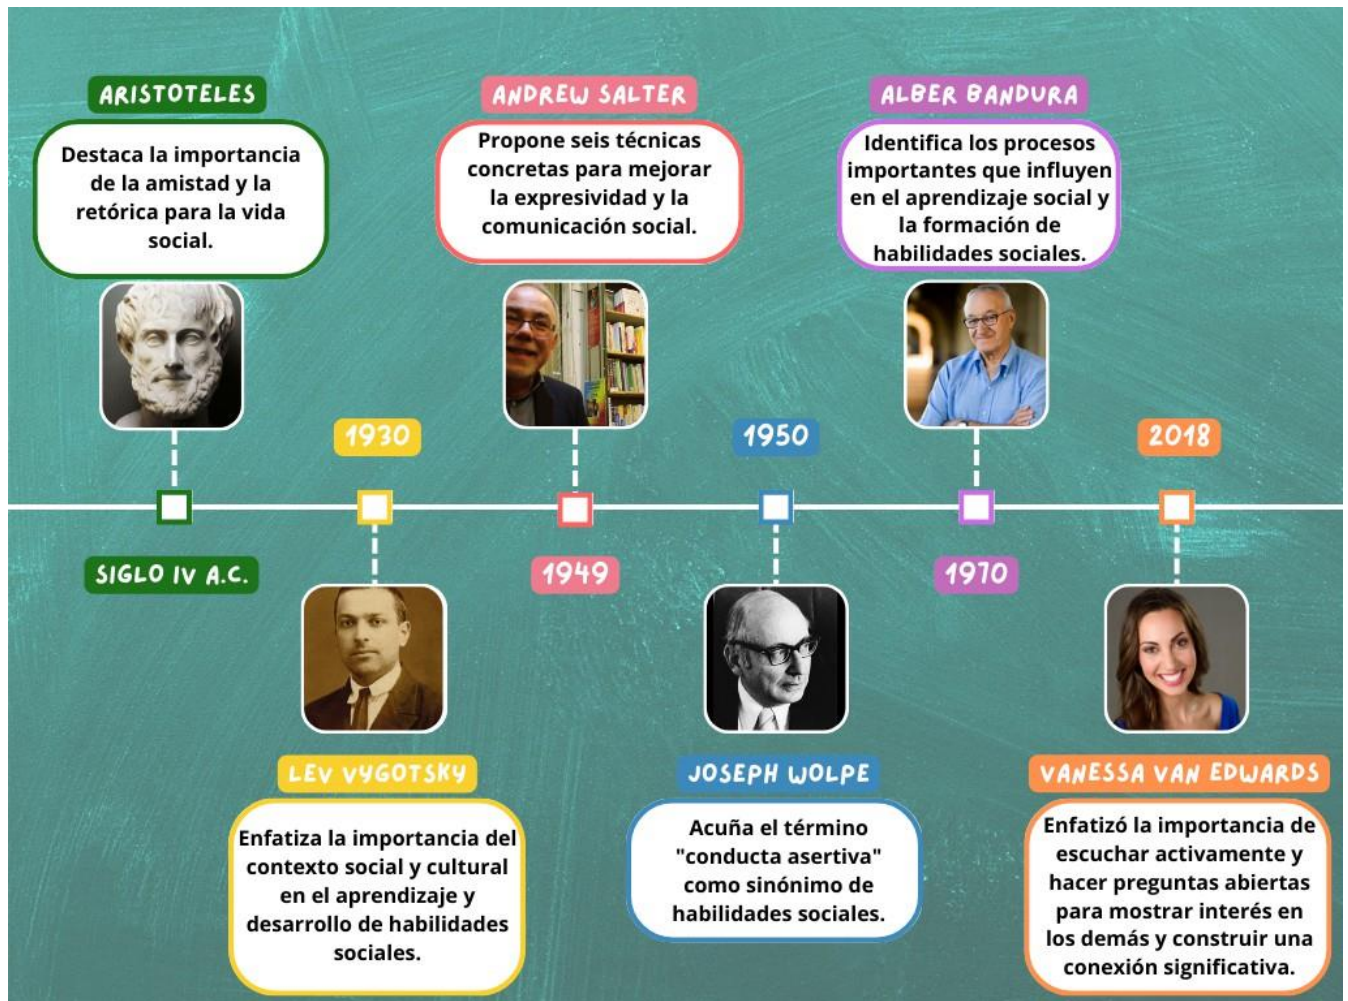 ARISTOTELES
Destaca la importancia
de la amistad y la
retórica para la vida
social.
SIGLO IV A.C.
1930
LEV VYGOTSKY
Enfatiza la importancia del
contexto social y cultural
en el aprendizaje y
desarrollo de habilidades
sociales.
ANDREW SALTER
Propone seis técnicas
concretas para mejorar
la expresividad y la
comunicación social.
1949
1950
JOSEPH WOLPE
Acuña el término
"conducta asertiva"
como sinónimo de
habilidades sociales.
ALBER BANDURA
Identifica los procesos
importantes que influyen
en el aprendizaje social y
la formación de
habilidades sociales.
1970
2018
VANESSA VAN EDWARDS
Enfatizó la importancia de
escuchar activamente y
hacer preguntas abiertas
para mostrar interés en
los demás y construir una
conexión significativa.